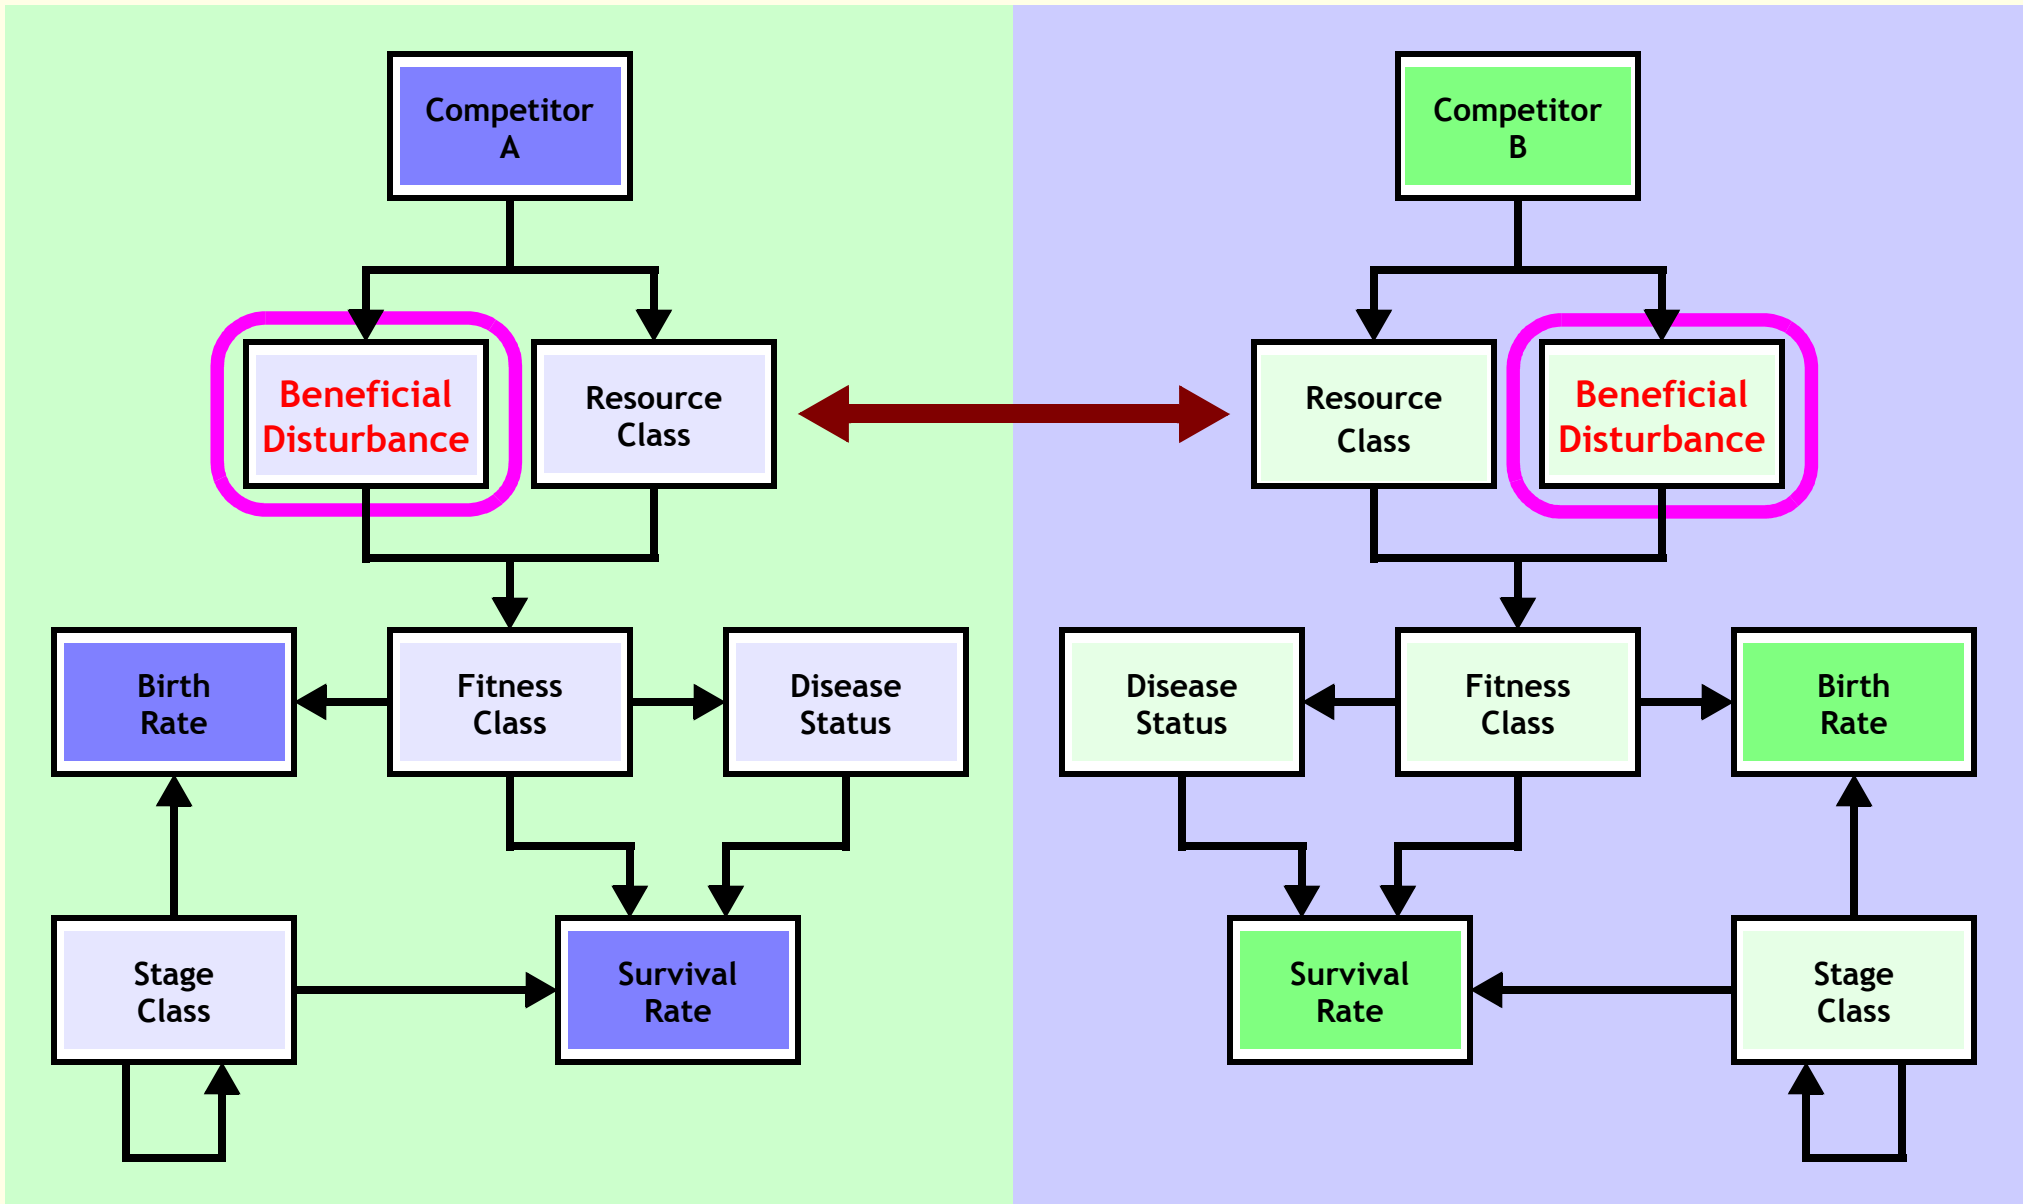 Competitor
A
Competitor
B
Beneficial
Disturbance
Resource
Class
Resource
Class
Beneficial
Disturbance
Birth
Rate
Fitness
Class
Disease
Status
Disease
Status
Fitness
Class
Birth
Rate
Stage
Class
Survival
Rate
Survival
Rate
Stage
Class